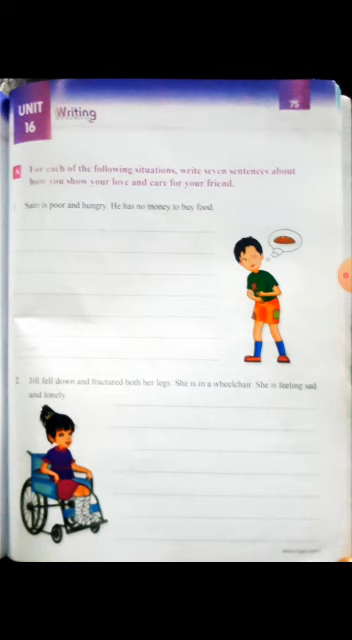 UNIT
16
Writing
75
For each of the following situations, write seven sentences about
how you show your love and care for your friend.
Sam is poor and hungry. He has no money to buy food.
2. Jill fell down and fractured both her legs. She is in a wheelchair. She is feeling sad
and lonely.